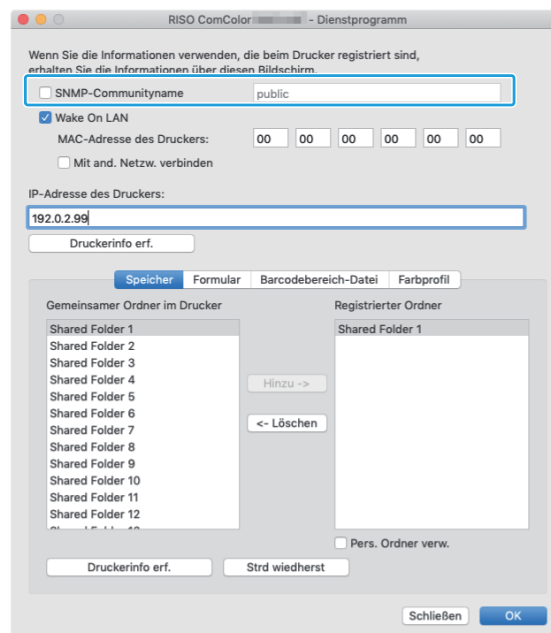 RISO ComColor - Dienstprogramm
Wenn Sie die Informationen verwenden, die beim Drucker registriert sind,
erhalten Sie die Informationen über diesen Bildschirm.
SNMP-Communityname public
Wake On LAN
MAC-Adresse des Druckers: 00 00 00 00 00 00
Mit and. Netzw. verbinden
IP-Adresse des Druckers:
192.0.2.99
Druckerinfo erf.
Speicher Formular Barcodebereich-Datei Farbprofil
Gemeinsamer Ordner im Drucker Registrierter Ordner
Shared Folder 1 Shared Folder 1
Shared Folder 2
Shared Folder 3
Shared Folder 4
Hinzu ->
Shared Folder 5
Shared Folder 6
<- Löschen
Shared Folder 7
Shared Folder 8
Shared Folder 9
Shared Folder 10
Shared Folder 11
Shared Folder 12
Pers. Ordner verw.
Druckerinfo erf. Strd wiedherst
Schließen OK